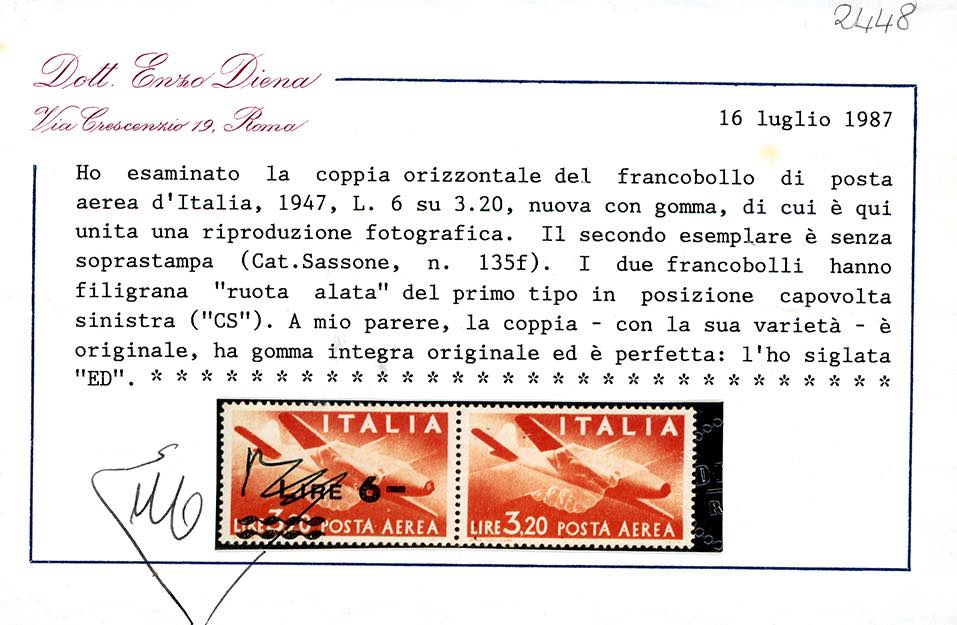 2448
Dott. Enzo Diena
Via Crescenzio 19, Roma
16 luglio 1987
Ho esaminato la coppia orizzontale del francobollo di posta
aerea d'Italia, 1947, L. 6 su 3.20, nuova con gomma, di cui è qui
unita una riproduzione fotografica. Il secondo esemplare è senza
soprastampa (Cat.Sassone, n. 135f). I due francobolli hanno
filigrana "ruota alata" del primo tipo in posizione capovolta
sinistra ("CS"). A mio parere, la coppia - con la sua varietà - è
originale, ha gomma integra originale ed è perfetta: l'ho siglata
"ED". * * * * * * * * * * * * * * * * * * * * * * * * * * * * * *
ITALIA ITALIA
LIRE 6-
LIRE 3,20 POSTA AEREA LIRE 3,20 POSTA AEREA